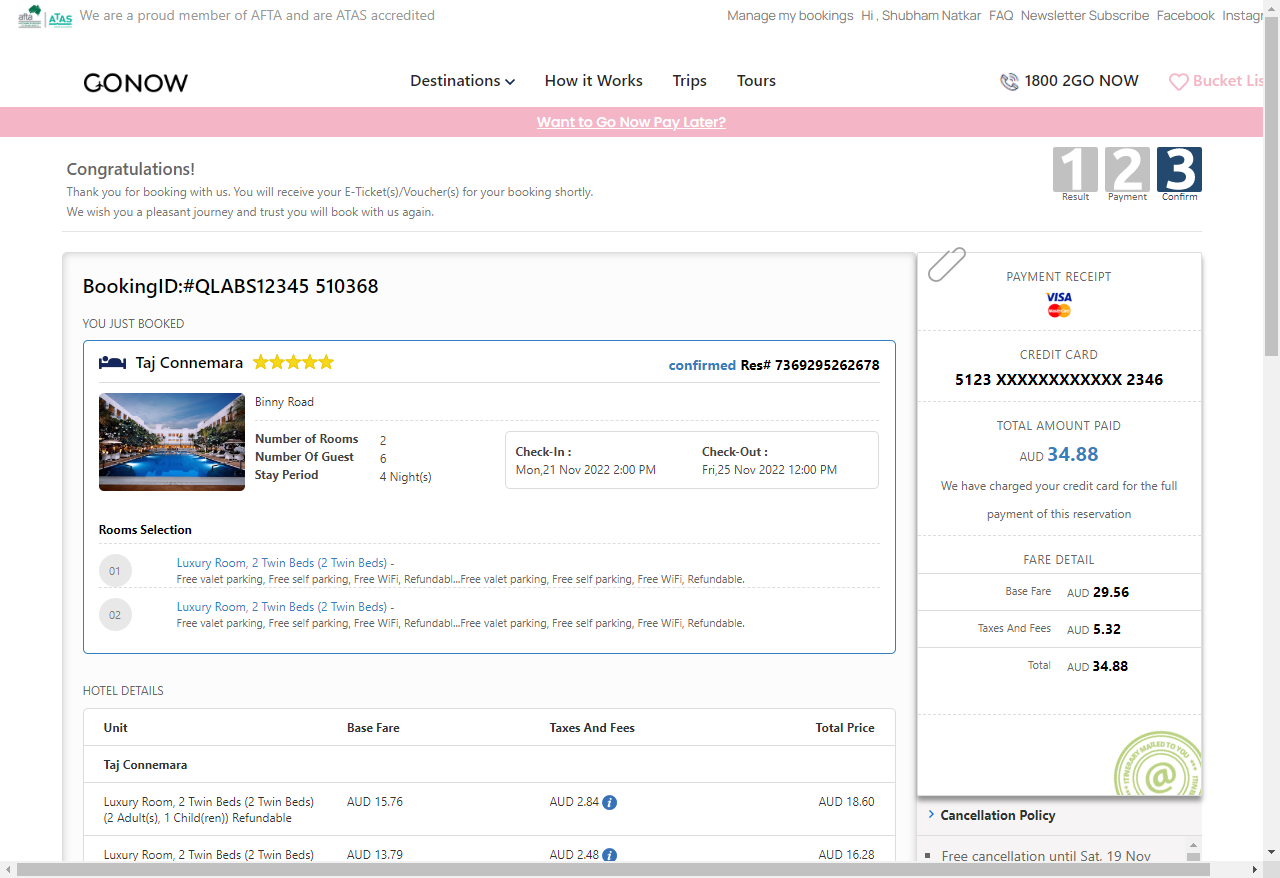 afta ATAS We are a proud member of AFTA and are ATAS accredited
Manage my bookings Hi , Shubham Natkar FAQ Newsletter Subscribe Facebook Instagr
GONOW Destinations How it Works Trips Tours 1800 2GO NOW Bucket Lis
Want to Go Now Pay Later?
Congratulations!
Thank you for booking with us. You will receive your E-Ticket(s)/Voucher(s) for your booking shortly.
We wish you a pleasant journey and trust you will book with us again.
1 2 3
Result Payment Confirm
BookingID:#QLABS12345 510368
YOU JUST BOOKED
Taj Connemara
confirmed Res# 7369295262678
Binny Road
Number of Rooms 2
Number Of Guest 6
Stay Period 4 Night(s)
Check-In : Check-Out :
Mon,21 Nov 2022 2:00 PM Fri,25 Nov 2022 12:00 PM
Rooms Selection
01 Luxury Room, 2 Twin Beds (2 Twin Beds) -
Free valet parking, Free self parking, Free WiFi, Refundabl...Free valet parking, Free self parking, Free WiFi, Refundable.
02 Luxury Room, 2 Twin Beds (2 Twin Beds) -
Free valet parking, Free self parking, Free WiFi, Refundabl...Free valet parking, Free self parking, Free WiFi, Refundable.
HOTEL DETAILS
Unit Base Fare Taxes And Fees Total Price
Taj Connemara
Luxury Room, 2 Twin Beds (2 Twin Beds) AUD 15.76 AUD 2.84 i AUD 18.60
(2 Adult(s), 1 Child(ren)) Refundable
Luxury Room, 2 Twin Beds (2 Twin Beds) AUD 13.79 AUD 2.48 i AUD 16.28
PAYMENT RECEIPT
VISA
MasterCard
CREDIT CARD
5123 XXXXXXXXXXXX 2346
TOTAL AMOUNT PAID
AUD 34.88
We have charged your credit card for the full
payment of this reservation
FARE DETAIL
Base Fare AUD 29.56
Taxes And Fees AUD 5.32
Total AUD 34.88
ITINERARY MAILED TO YOU
@
Cancellation Policy
Free cancellation until Sat, 19 Nov